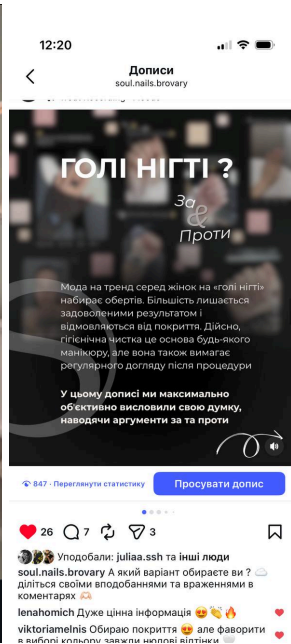 12:20
Дописи
soul.nails.brovary
ГОЛІ НІГТІ ?
За
&
Проти
Мода на тренд серед жінок на «голі нігті»
набирає обертів. Більшість лишається
задоволеними результатом і
відмовляються від покриття. Дійсно,
гігієнічна чистка це основа будь-якого
манікюру, але вона також вимагає
регулярного догляду після процедури
У цьому дописі ми максимально
об'єктивно висловили свою думку,
наводячи аргументи за та проти
847 · Переглянути статистику
Просувати допис
26 7 3
Уподобали: juliaa.ssh та інші люди
soul.nails.brovary А який варіант обираєте ви ? ☁️
діліться своїми вподобаннями та враженнями в
коментарях 🫶🏻
lenahomich Дуже цінна інформація 😍👏🔥
viktoriamelnis Обираю покриття 😍 але фаворити
в виборі кольору завжди нюдові відтінки